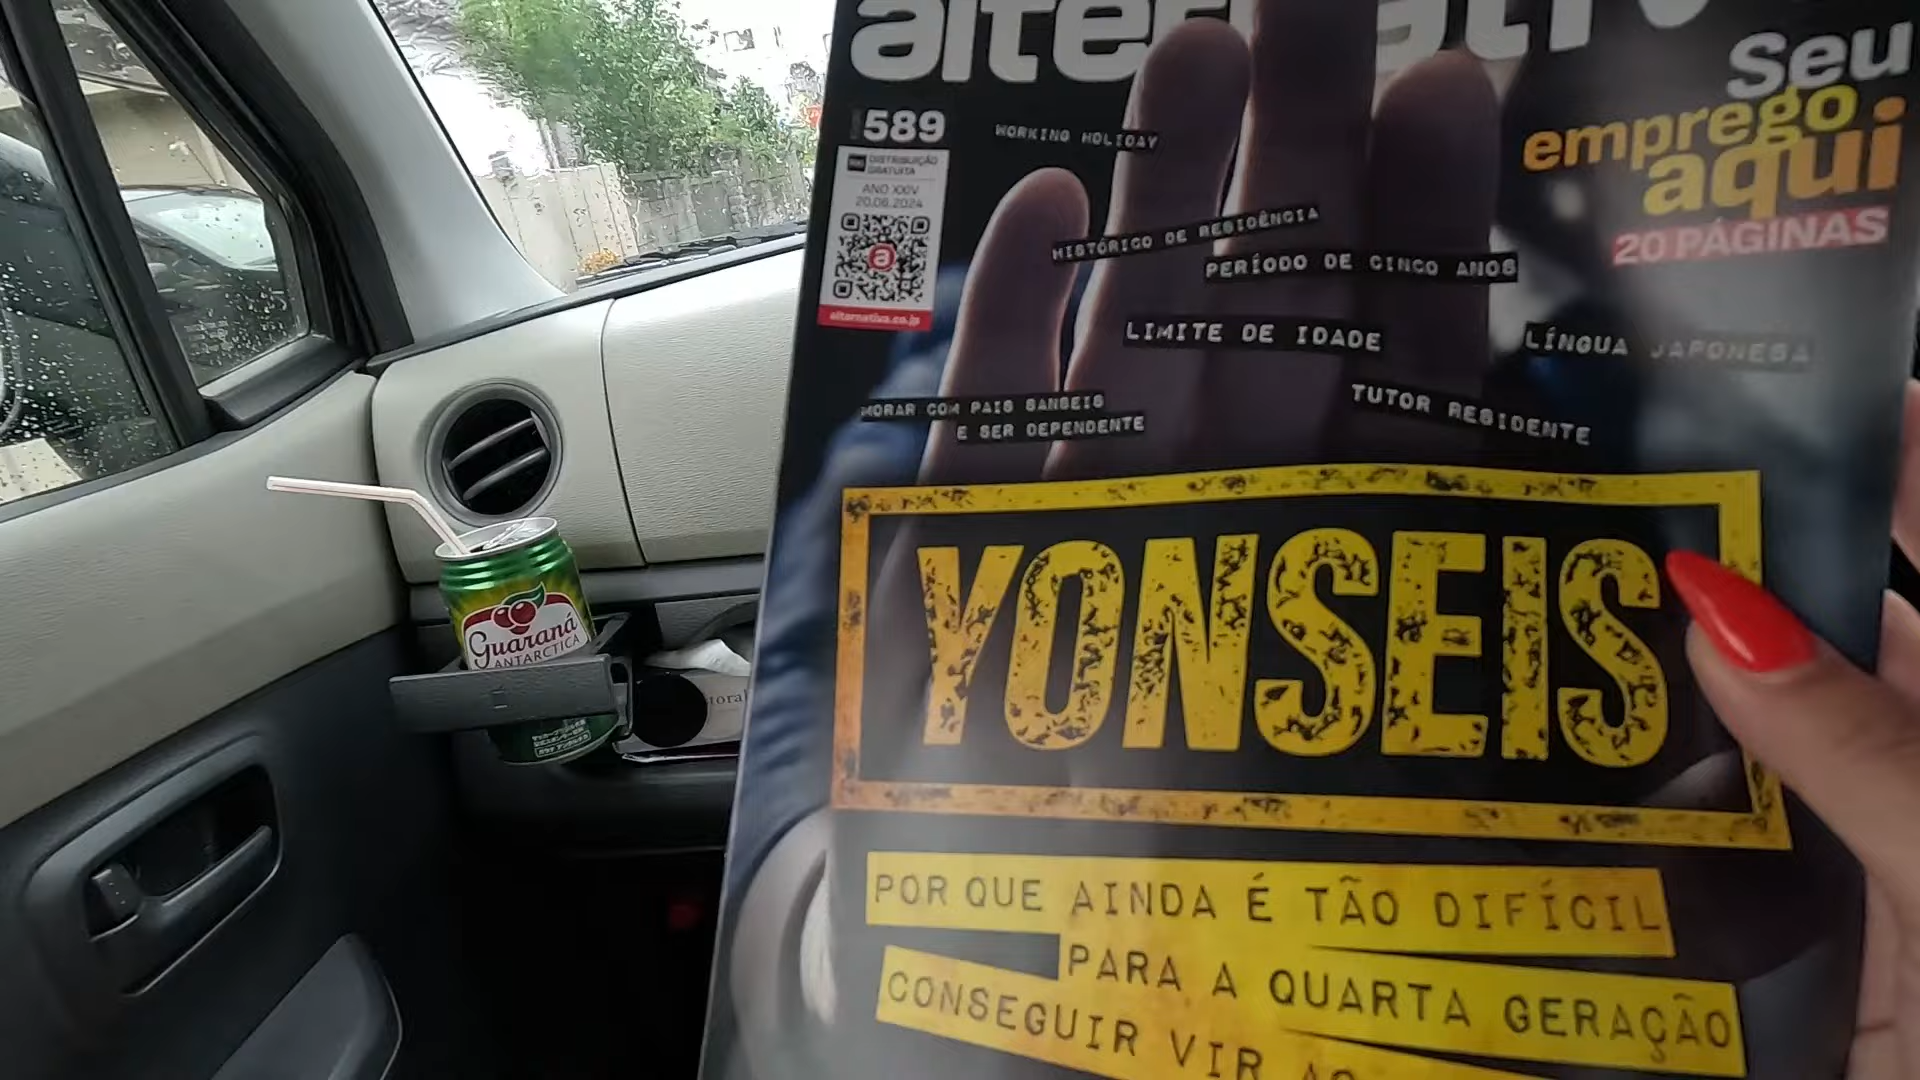 Seu
emprego
aqui
20 PÁGINAS
589
DISTRIBUIÇÃO
GRATUITA
ANO XXIV
20.06.2024
alternativa.co.jp
WORKING HOLIDAY
HISTÓRICO DE RESIDÊNCIA
PERÍODO DE CINCO ANOS
LIMITE DE IDADE
LÍNGUA JAPONESA
MORAR COM PAIS SANSEIS
E SER DEPENDENTE
TUTOR RESIDENTE
YONSEIS
POR QUE AINDA É TÃO DIFÍCIL
PARA A QUARTA GERAÇÃO
CONSEGUIR VIR AO
Guaraná
ANTARCTICA